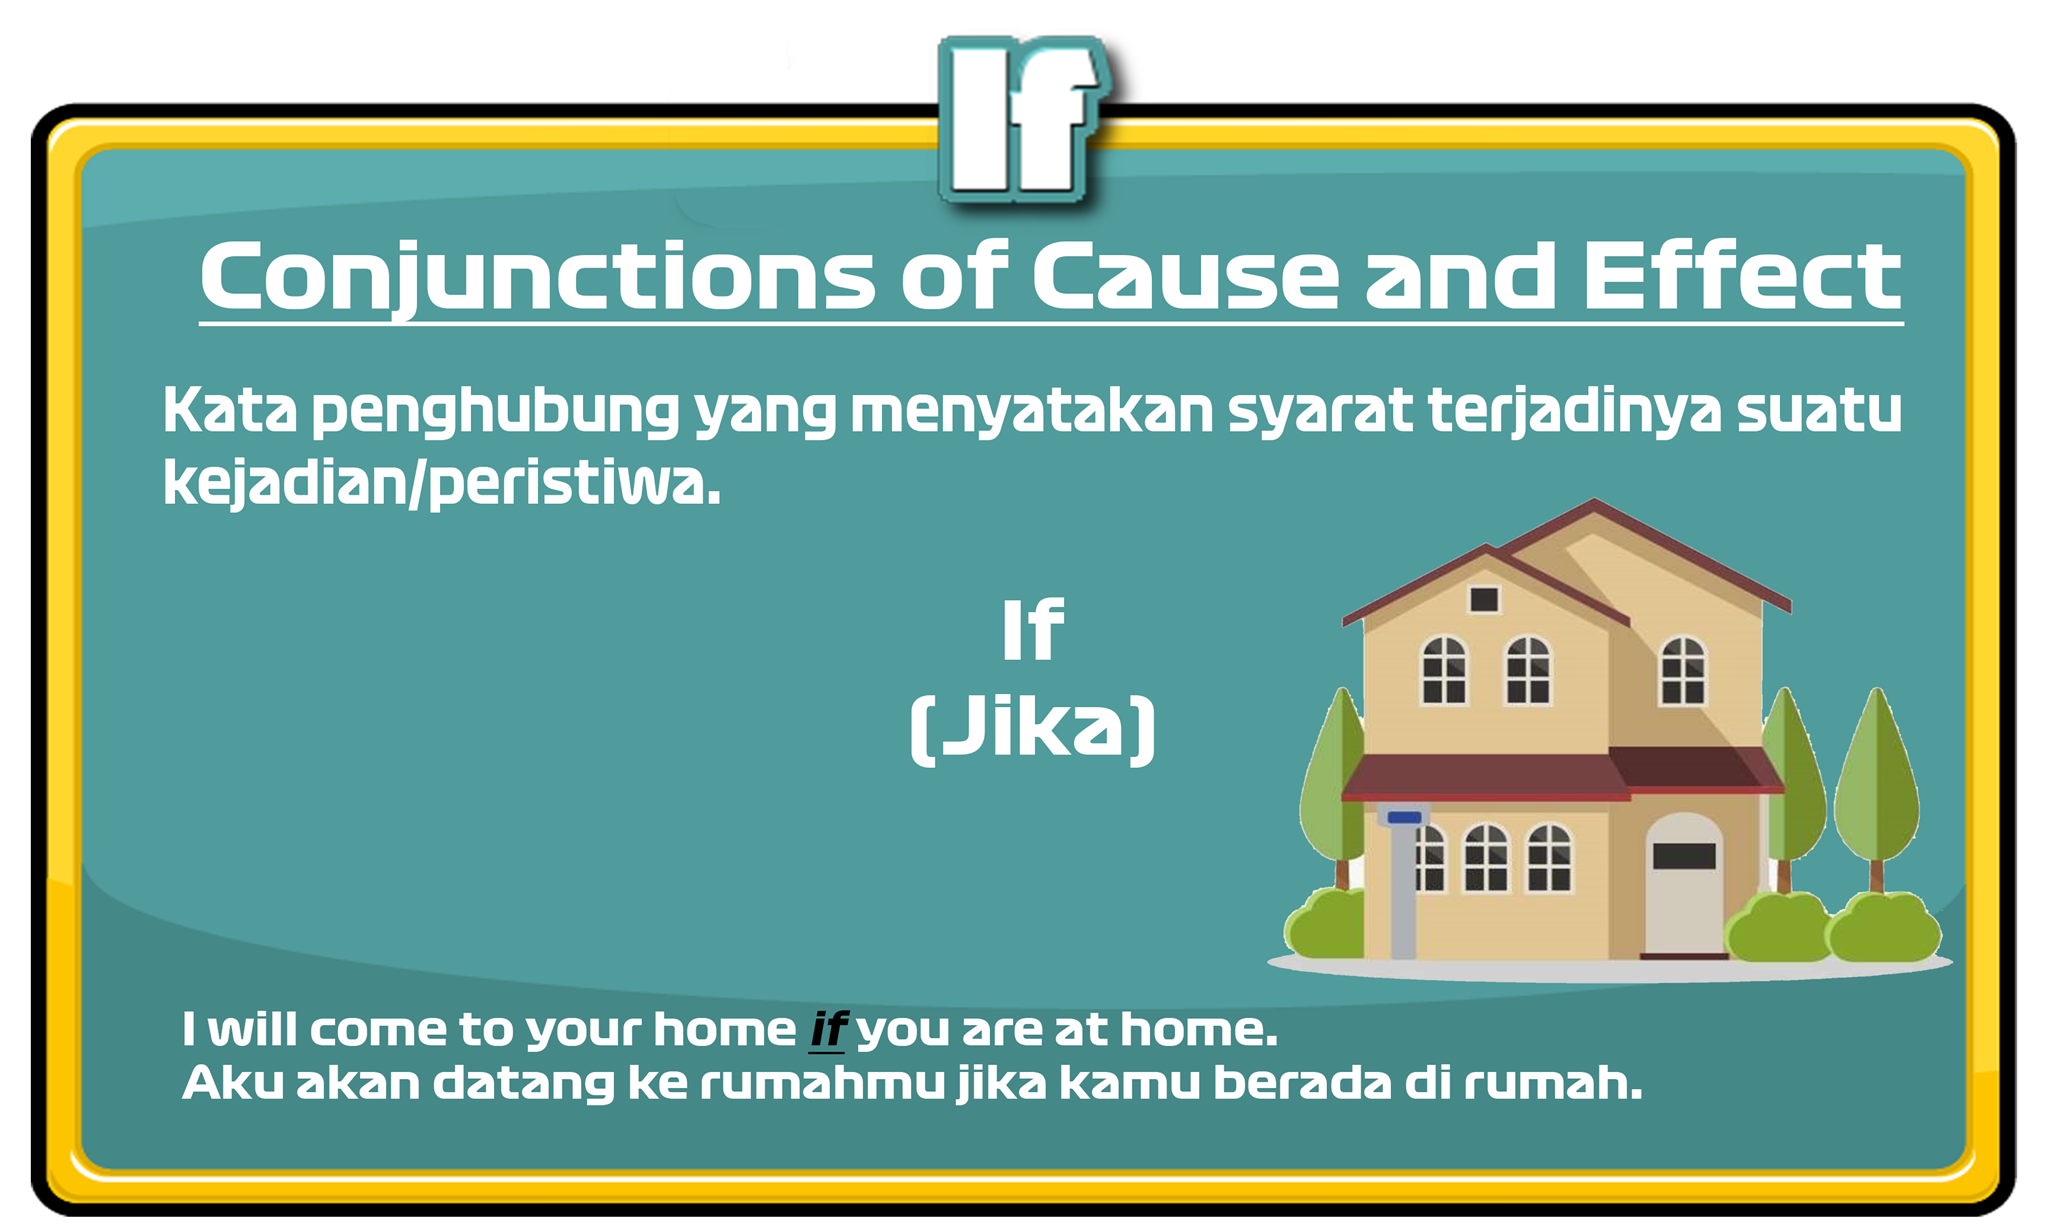 If
Conjunctions of Cause and Effect
Kata penghubung yang menyatakan syarat terjadinya suatu
kejadian/peristiwa.
If
(Jika)
I will come to your home if you are at home.
Aku akan datang ke rumahmu jika kamu berada di rumah.